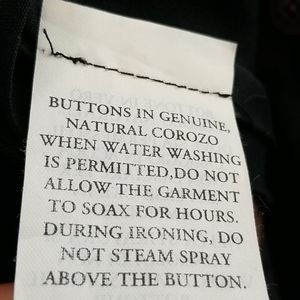 BUTTONS IN GENUINE,
NATURAL COROZO
WHEN WATER WASHING
IS PERMITTED,DO NOT
ALLOW THE GARMENT
TO SOAX FOR HOURS.
DURING IRONING, DO
NOT STEAM SPRAY
ABOVE THE BUTTON.